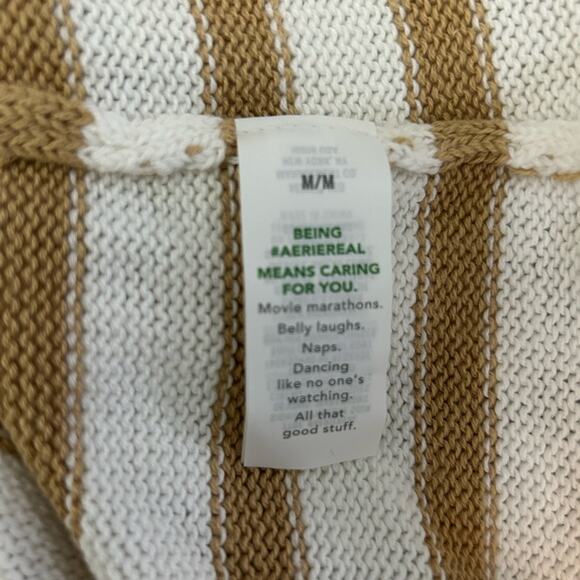 M/M
BEING
#AERIEREAL
MEANS CARING
FOR YOU.
Movie marathons.
Belly laughs.
Naps.
Dancing
like no one's
watching.
All that
good stuff.